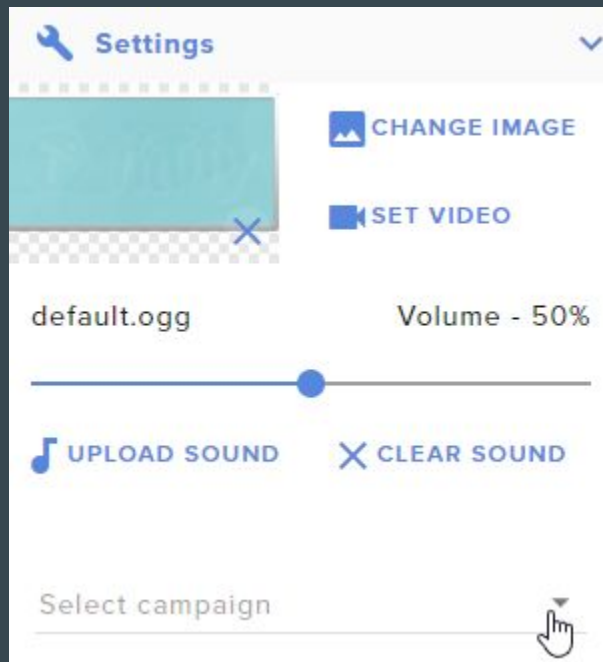 Settings
CHANGE IMAGE
SET VIDEO
default.ogg
Volume - 50%
UPLOAD SOUND
CLEAR SOUND
Select campaign